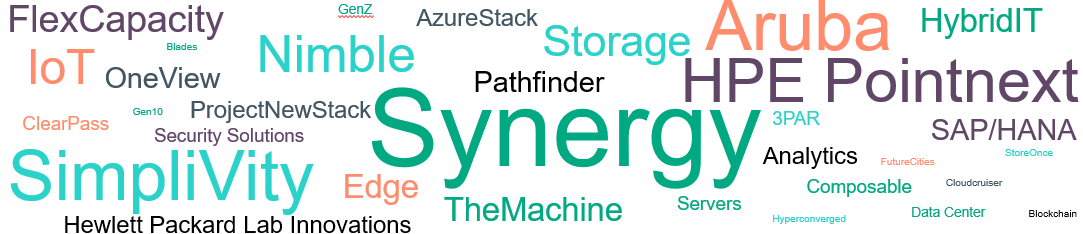 FlexCapacity
GenZ
AzureStack
Aruba
HybridIT
Blades
Nimble
Storage
IoT
OneView
Pathfinder
HPE Pointnext
Gen10
ProjectNewStack
Synergy
3PAR
ClearPass
Security Solutions
SAP/HANA
SimpliVity
Analytics
FutureCities
StoreOnce
Edge
Composable
Cloudcruiser
TheMachine
Servers
Data Center
Blockchain
Hyperconverged
Hewlett Packard Lab Innovations